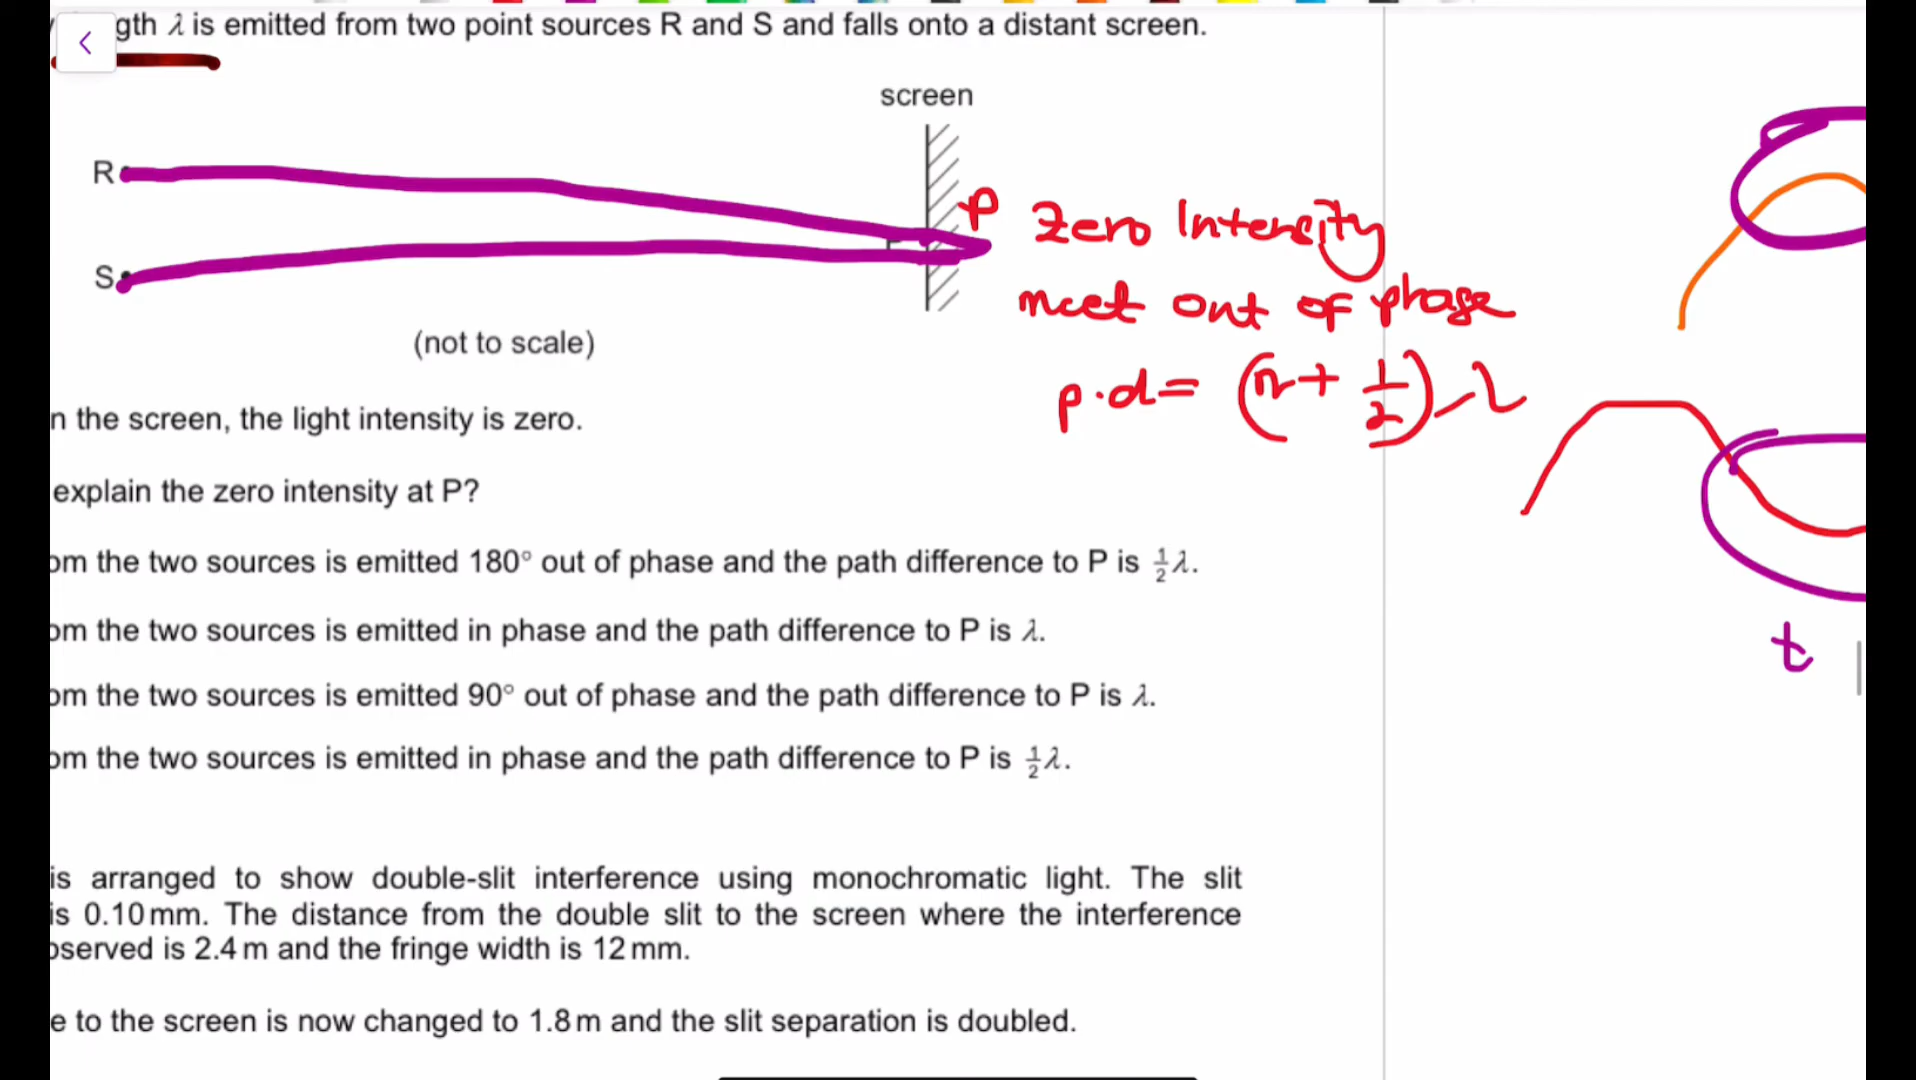 gth λ is emitted from two point sources R and S and falls onto a distant screen.
screen
R
P Zero Intensity
S
meet out of phase
(not to scale)
p.d = (n + 1/2) λ
n the screen, the light intensity is zero.
explain the zero intensity at P?
om the two sources is emitted 180° out of phase and the path difference to P is ½λ.
om the two sources is emitted in phase and the path difference to P is λ.
t
om the two sources is emitted 90° out of phase and the path difference to P is λ.
om the two sources is emitted in phase and the path difference to P is ½λ.
is arranged to show double-slit interference using monochromatic light. The slit
is 0.10 mm. The distance from the double slit to the screen where the interference
bserved is 2.4 m and the fringe width is 12 mm.
e to the screen is now changed to 1.8 m and the slit separation is doubled.